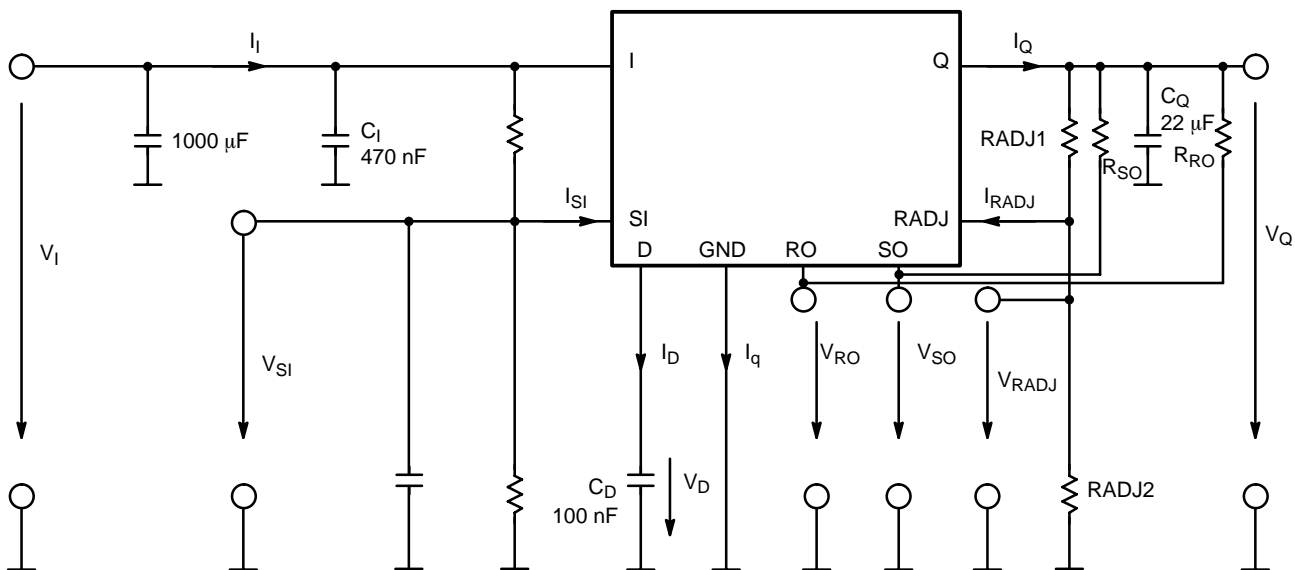 I_I
I
Q
I_Q
1000 μF
C_I
470 nF
RADJ1
R_SO
C_Q
22 μF
R_RO
I_SI
SI
RADJ
I_RADJ
D
GND
RO
SO
V_I
V_Q
V_SI
I_D
I_q
V_RO
V_SO
V_RADJ
C_D
100 nF
V_D
RADJ2